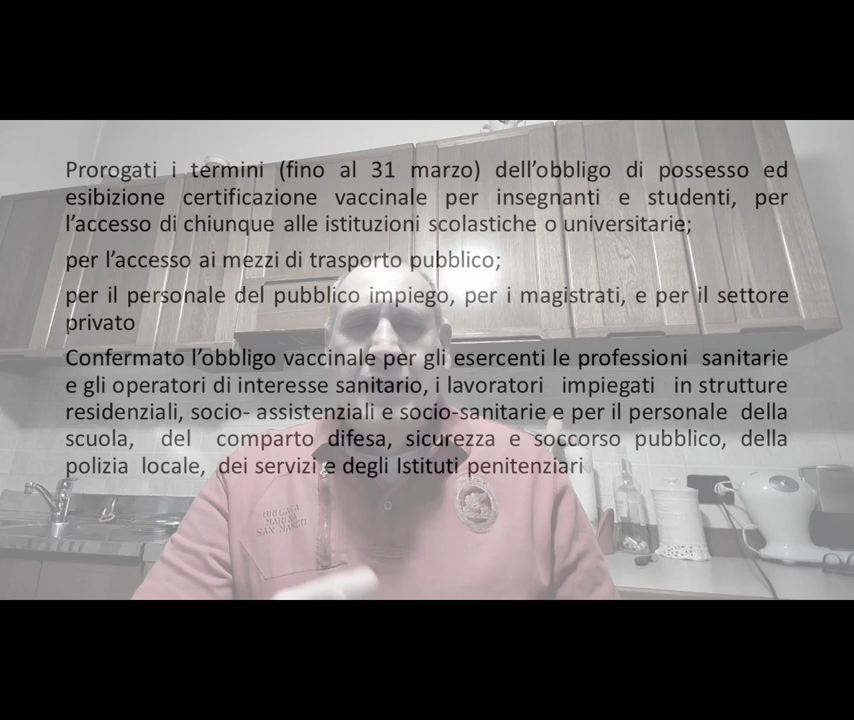 Prorogati i termini (fino al 31 marzo) dell'obbligo di possesso ed
esibizione certificazione vaccinale per insegnanti e studenti, per
l'accesso di chiunque alle istituzioni scolastiche o universitarie;
per l'accesso ai mezzi di trasporto pubblico;
per il personale del pubblico impiego, per i magistrati, e per il settore
privato
Confermato l'obbligo vaccinale per gli esercenti le professioni sanitarie
e gli operatori di interesse sanitario, i lavoratori impiegati in strutture
residenziali, socio- assistenziali e socio-sanitarie e per il personale della
scuola, del comparto difesa, sicurezza e soccorso pubblico, della
polizia locale, dei servizi e degli Istituti penitenziari
BRIGATA
MARINA
SAN MARCO